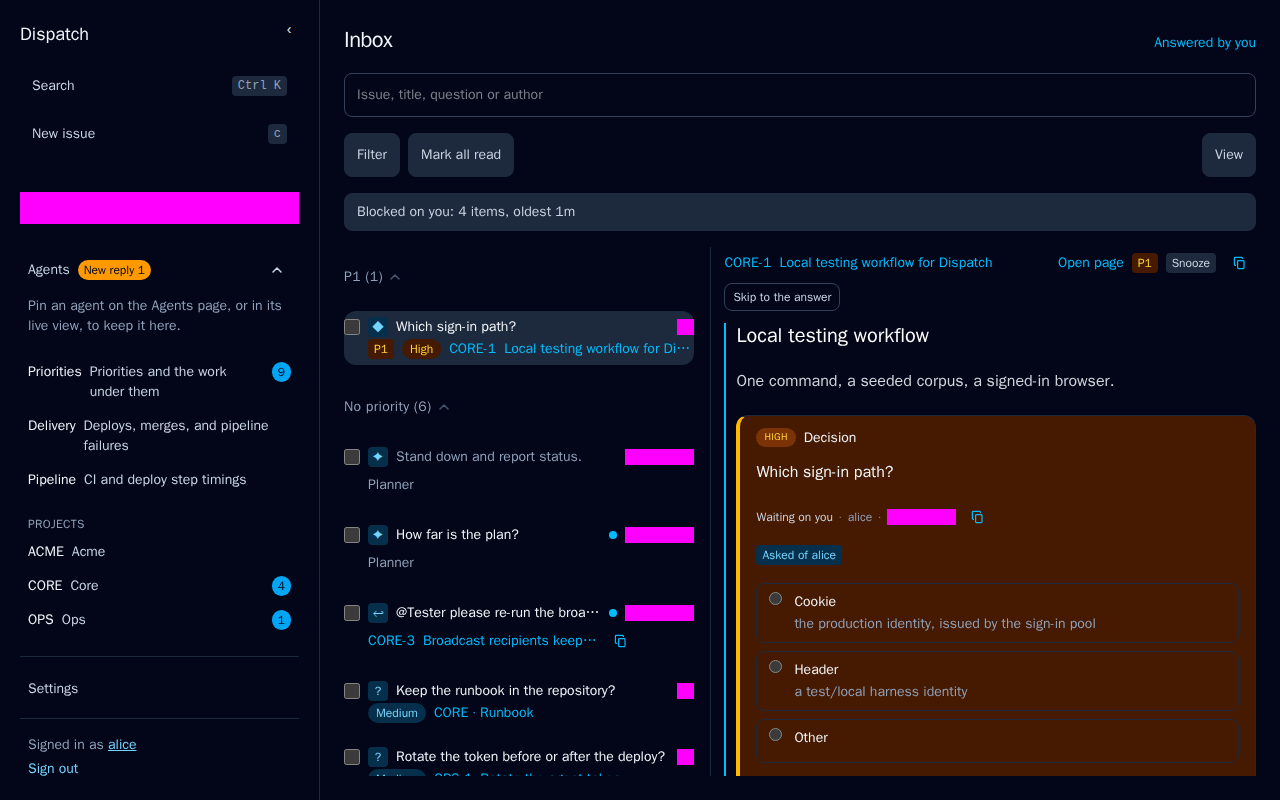 Dispatch
Search
Ctrl K
New issue
C
Agents
New reply 1
Pin an agent on the Agents page, or in its
live view, to keep it here.
Priorities Priorities and the work
under them
9
Delivery Deploys, merges, and pipeline
failures
Pipeline CI and deploy step timings
PROJECTS
ACME Acme
CORE Core
4
OPS Ops
1
Settings
Signed in as alice
Sign out
Inbox
Answered by you
Issue, title, question or author
Filter
Mark all read
View
Blocked on you: 4 items, oldest 1m
P1 (1)
Which sign-in path?
P1 High CORE-1 Local testing workflow for Di⋯
No priority (6)
Stand down and report status.
Planner
How far is the plan?
Planner
@Tester please re-run the broa⋯
CORE-3 Broadcast recipients keep⋯
? Keep the runbook in the repository?
Medium CORE · Runbook
? Rotate the token before or after the deploy?
CORE-1 Local testing workflow for Dispatch
Open page
P1
Snooze
Skip to the answer
Local testing workflow
One command, a seeded corpus, a signed-in browser.
HIGH Decision
Which sign-in path?
Waiting on you · alice ·
Asked of alice
Cookie
the production identity, issued by the sign-in pool
Header
a test/local harness identity
Other